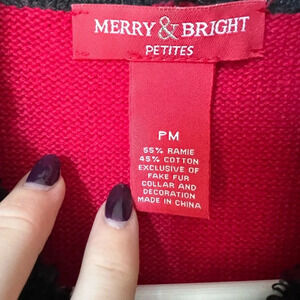 MERRY & BRIGHT
PETITES
PM
55% RAMIE
45% COTTON
EXCLUSIVE OF
FAKE FUR
COLLAR AND
DECORATION
MADE IN CHINA